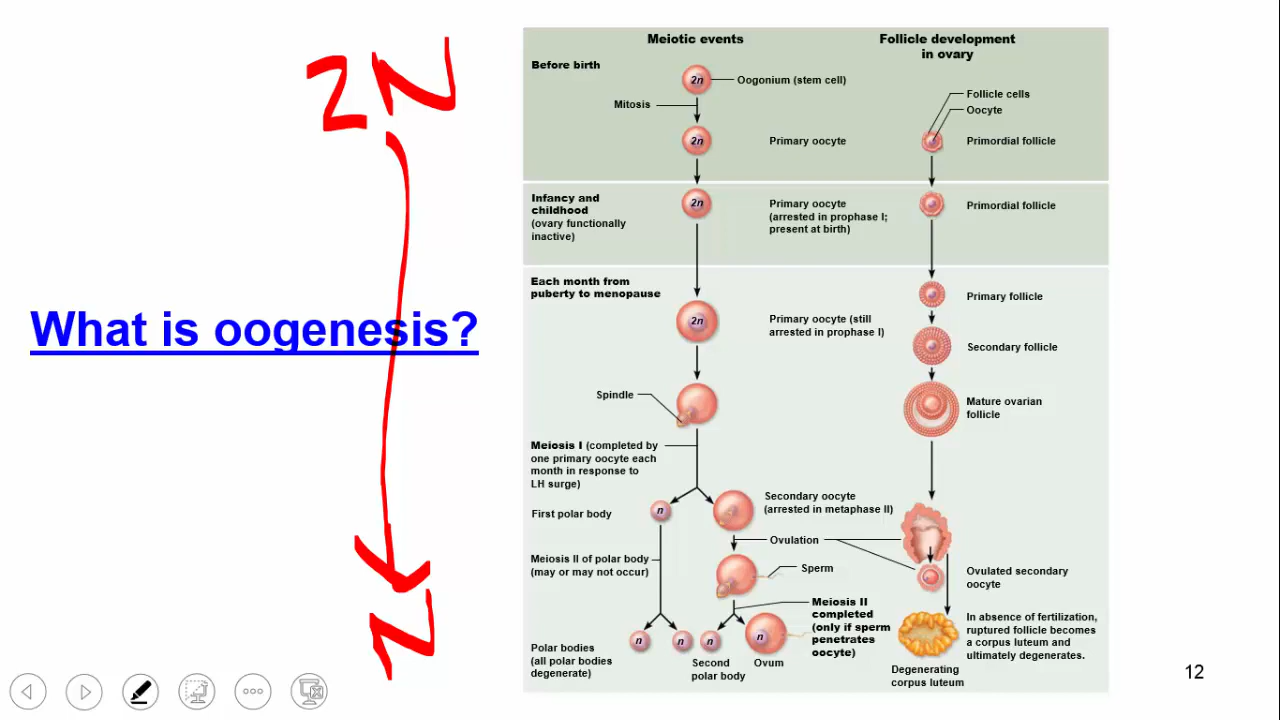 2N
What is oogenesis?
N
Meiotic events
Follicle development
in ovary
Before birth
2n
Oogonium (stem cell)
Mitosis
Follicle cells
Oocyte
2n
Primary oocyte
Primordial follicle
Infancy and
childhood
(ovary functionally
inactive)
2n
Primary oocyte
(arrested in prophase I;
present at birth)
Primordial follicle
Each month from
puberty to menopause
2n
Primary oocyte (still
arrested in prophase I)
Primary follicle
Secondary follicle
Spindle
Mature ovarian
follicle
Meiosis I (completed by
one primary oocyte each
month in response to
LH surge)
First polar body
n
Secondary oocyte
(arrested in metaphase II)
Ovulation
Meiosis II of polar body
(may or may not occur)
Sperm
Ovulated secondary
oocyte
Meiosis II
completed
(only if sperm
penetrates
oocyte)
In absence of fertilization,
ruptured follicle becomes
a corpus luteum and
ultimately degenerates.
n
n
n
n
Polar bodies
(all polar bodies
degenerate)
Second
polar body
Ovum
Degenerating
corpus luteum
12